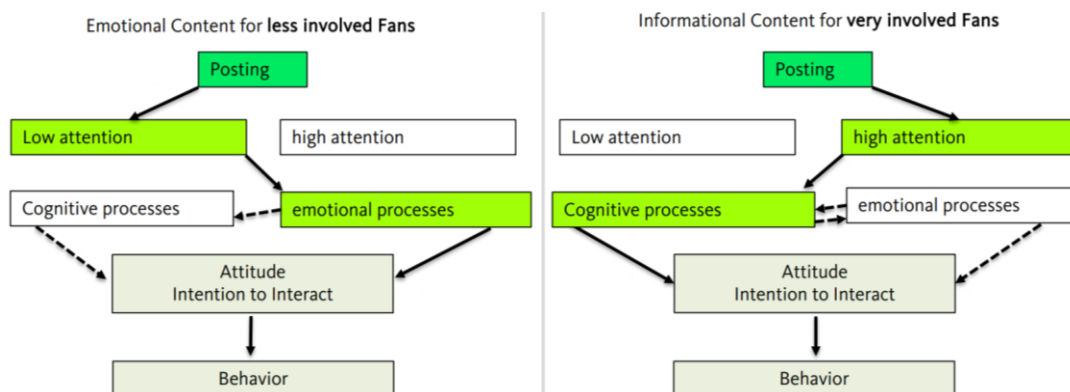 Emotional Content for less involved Fans
Posting
Low attention
high attention
Cognitive processes
emotional processes
Attitude
Intention to Interact
Behavior
Informational Content for very involved Fans
Posting
Low attention
high attention
Cognitive processes
emotional processes
Attitude
Intention to Interact
Behavior